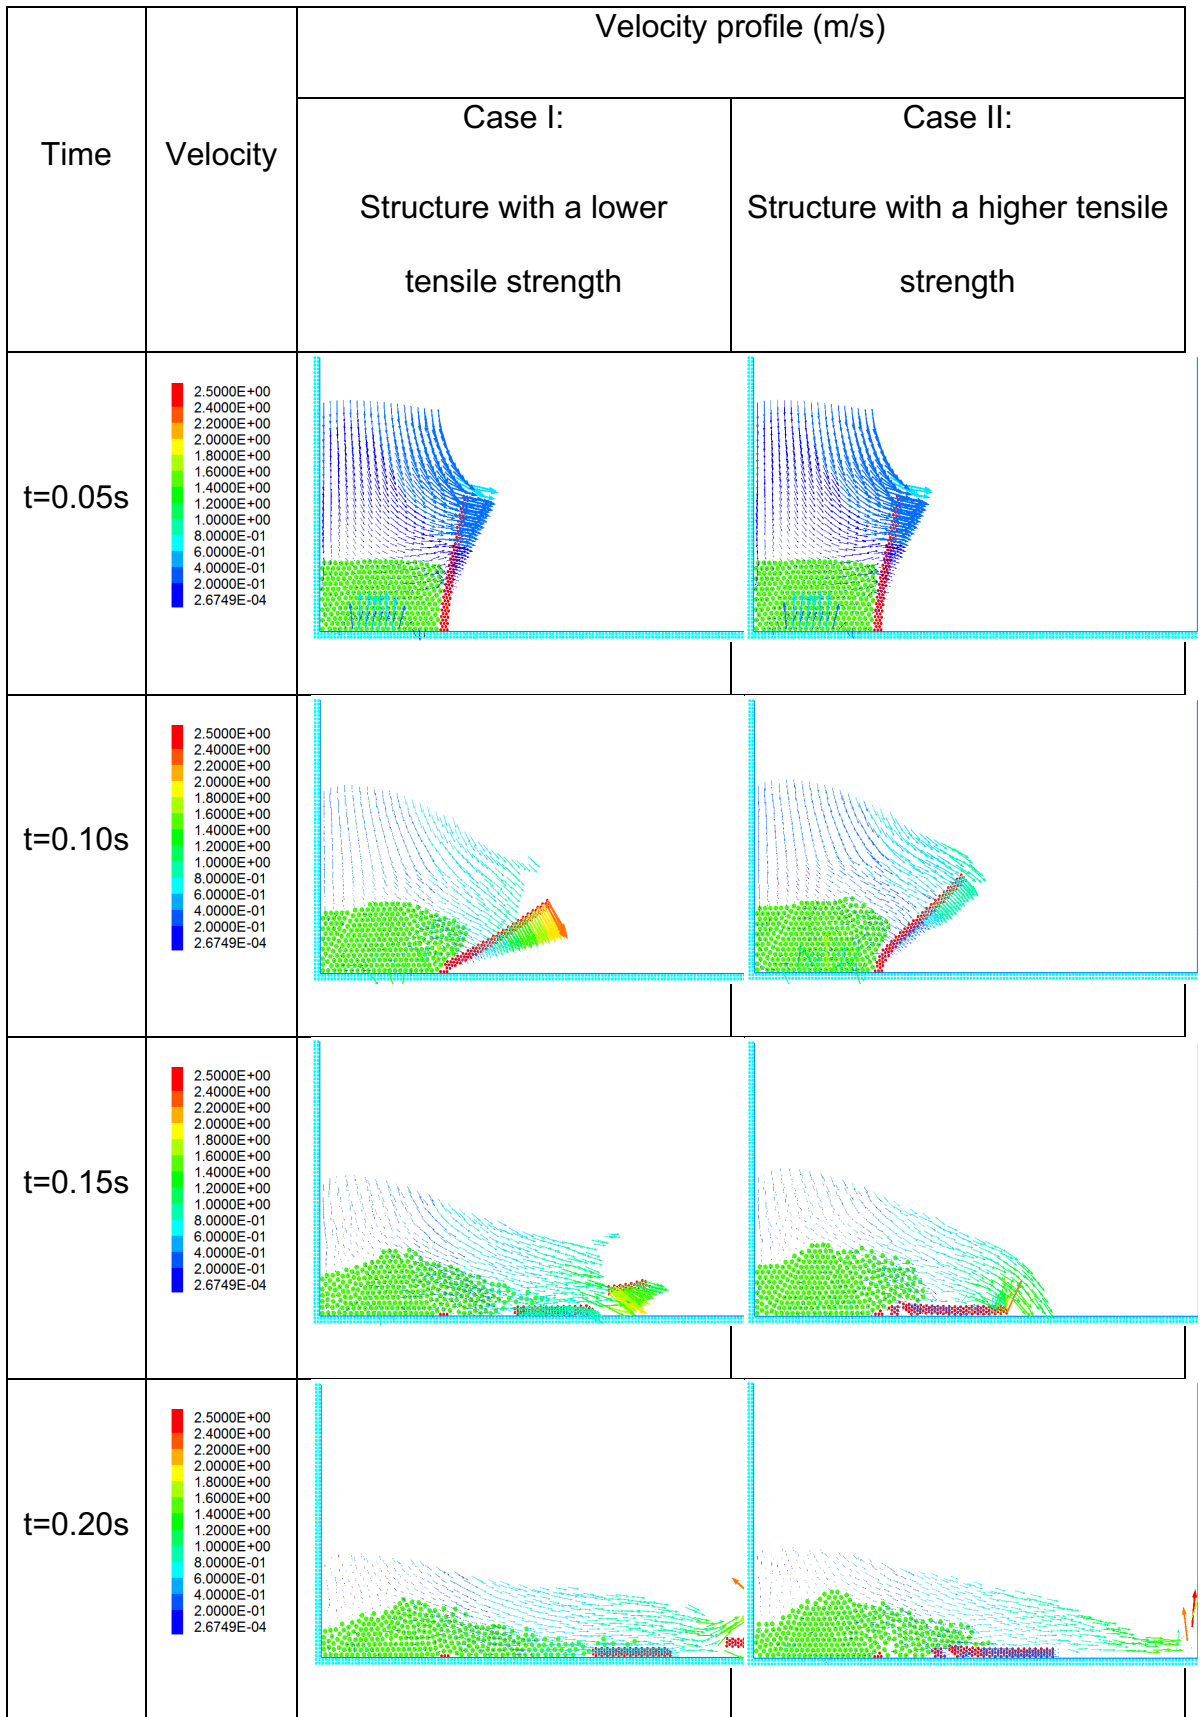 Velocity profile (m/s)
Time
Velocity
Case I:
Structure with a lower
tensile strength
Case II:
Structure with a higher tensile
strength
t=0.05s
2.5000E+00
2.4000E+00
2.2000E+00
2.0000E+00
1.8000E+00
1.6000E+00
1.4000E+00
1.2000E+00
1.0000E+00
8.0000E-01
6.0000E-01
4.0000E-01
2.0000E-01
2.6749E-04
t=0.10s
2.5000E+00
2.4000E+00
2.2000E+00
2.0000E+00
1.8000E+00
1.6000E+00
1.4000E+00
1.2000E+00
1.0000E+00
8.0000E-01
6.0000E-01
4.0000E-01
2.0000E-01
2.6749E-04
t=0.15s
2.5000E+00
2.4000E+00
2.2000E+00
2.0000E+00
1.8000E+00
1.6000E+00
1.4000E+00
1.2000E+00
1.0000E+00
8.0000E-01
6.0000E-01
4.0000E-01
2.0000E-01
2.6749E-04
t=0.20s
2.5000E+00
2.4000E+00
2.2000E+00
2.0000E+00
1.8000E+00
1.6000E+00
1.4000E+00
1.2000E+00
1.0000E+00
8.0000E-01
6.0000E-01
4.0000E-01
2.0000E-01
2.6749E-04